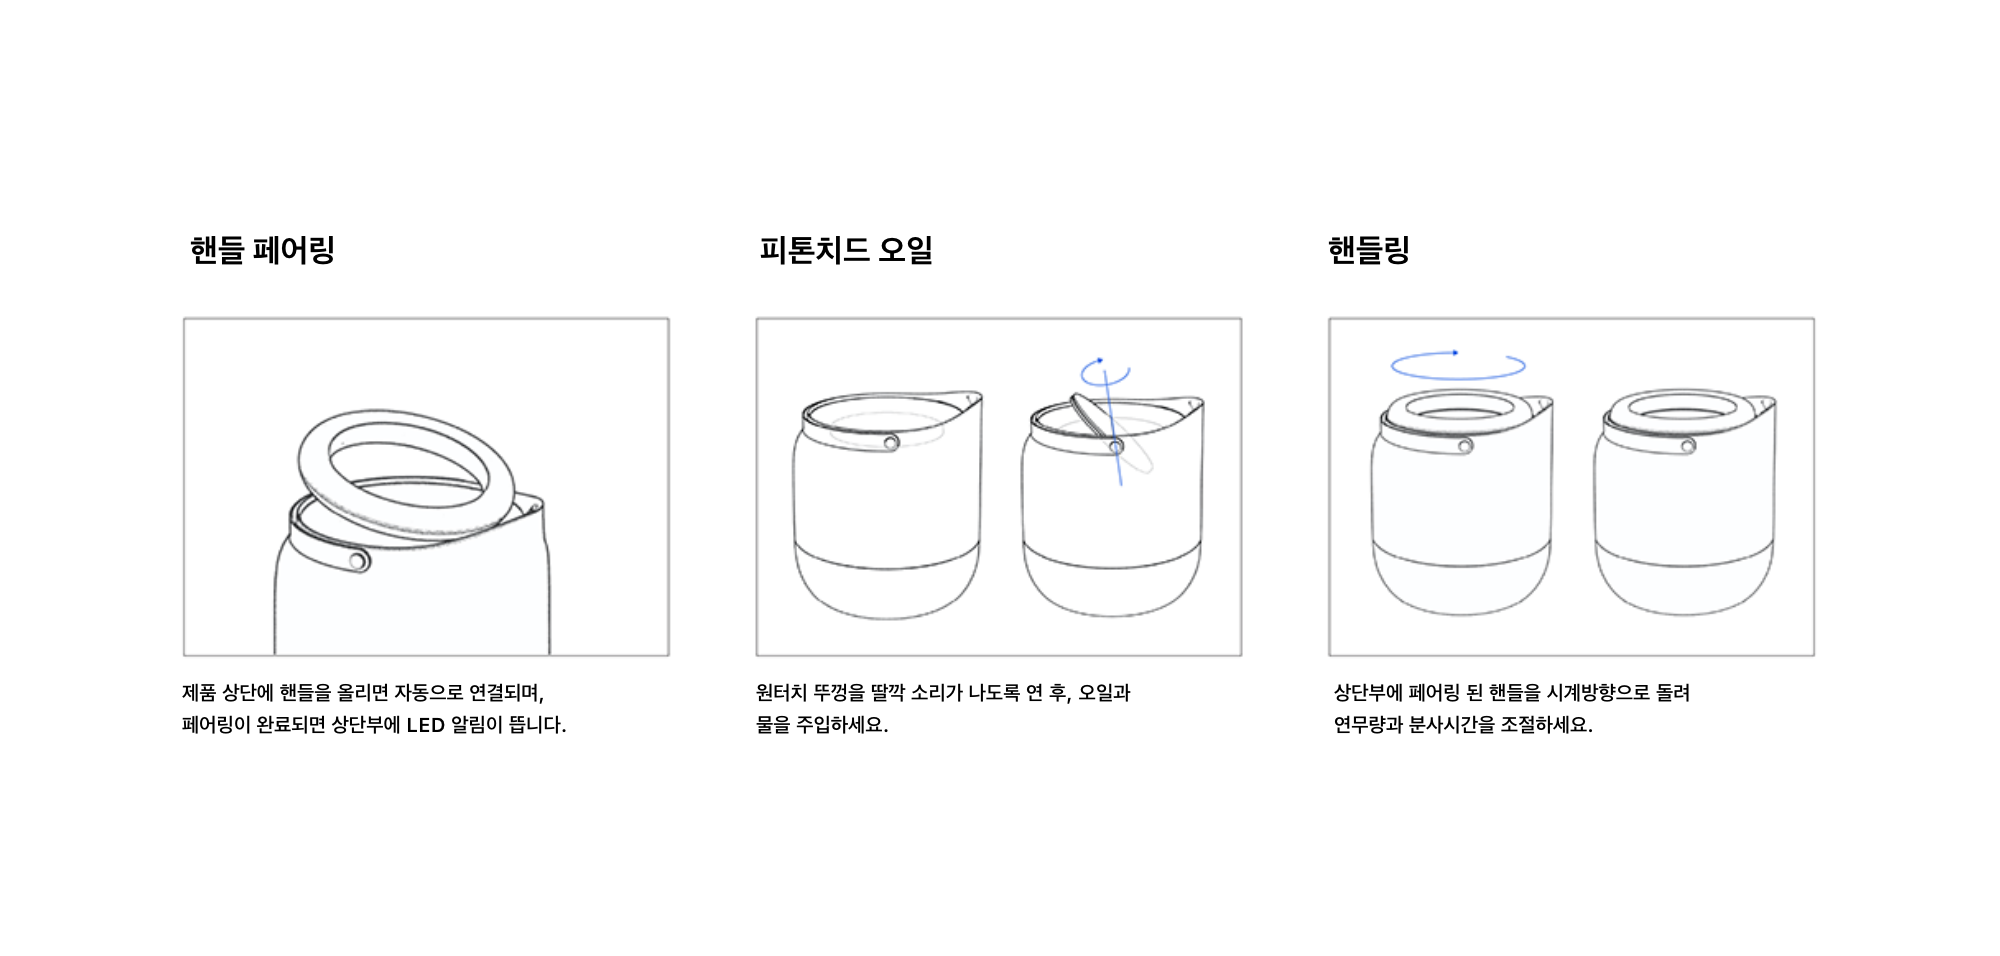 핸들 페어링
제품 상단에 핸들을 올리면 자동으로 연결되며,
페어링이 완료되면 상단부에 LED 알림이 뜹니다.
피톤치드 오일
원터치 뚜껑을 딸깍 소리가 나도록 연 후, 오일과
물을 주입하세요.
핸들링
상단부에 페어링 된 핸들을 시계방향으로 돌려
연무량과 분사시간을 조절하세요.